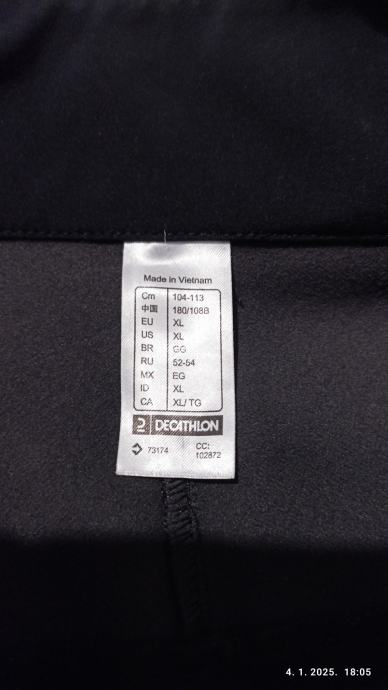 Made in Vietnam
Cm 104-113
中国 180/108B
EU XL
US XL
BR GG
RU 52-54
MX EG
ID XL
CA XL/TG
DECATHLON
73174 CC: 102872
4. 1. 2025. 18:05